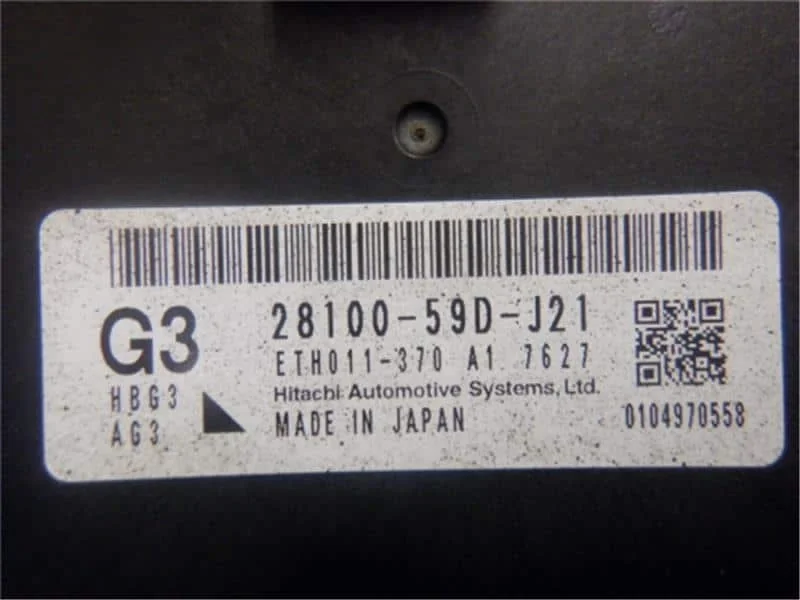 G3
28100-59D-J21
ETH011-370 A1 7627
HBG3
Hitachi Automotive Systems,Ltd.
AG3
MADE IN JAPAN
0104970558